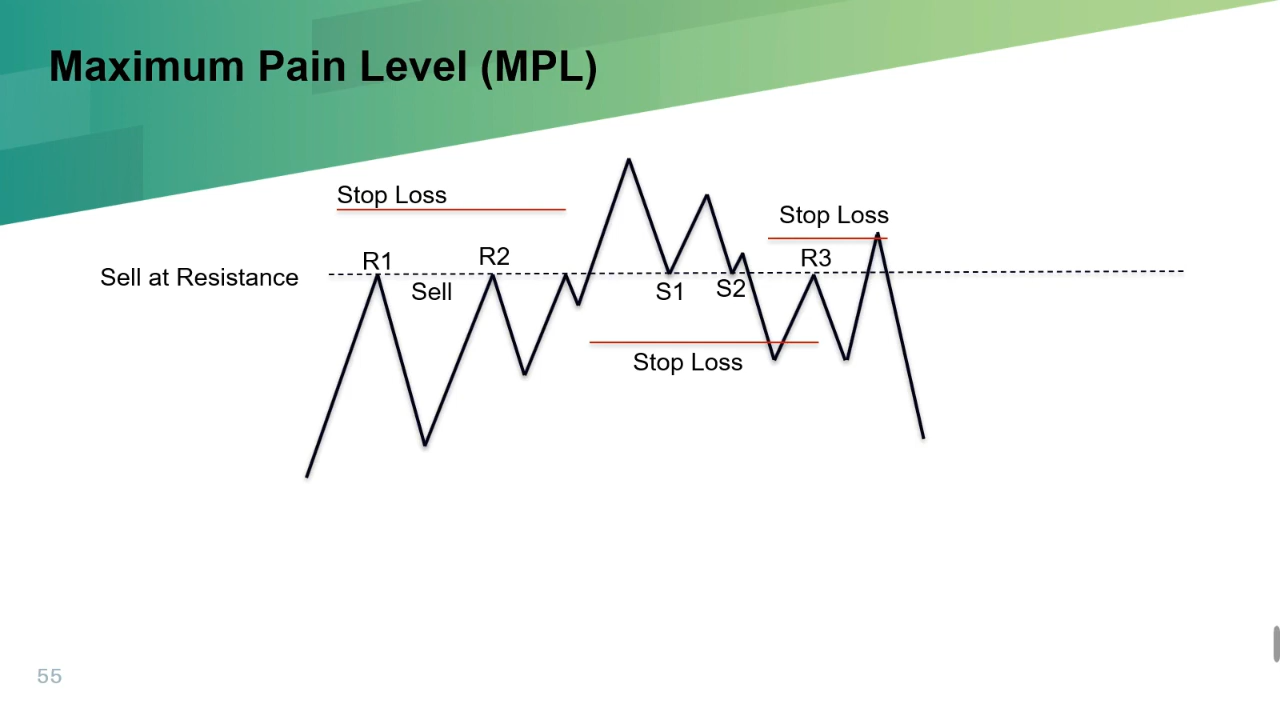 Maximum Pain Level (MPL)
Stop Loss
Stop Loss
R1
R2
R3
Sell at Resistance
Sell
S1
S2
Stop Loss
55